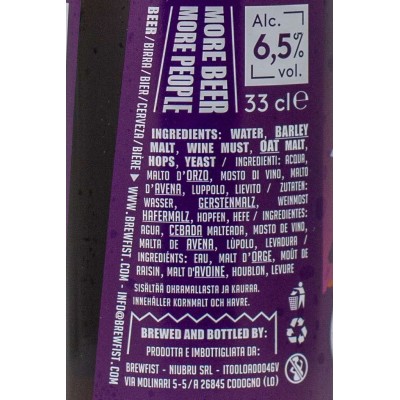 MORE BEER
MORE PEOPLE
BEER/BIRRA/BIER/CERVEZA/BIÈRE
WWW.BREWFIST.COM - INFO@BREWFIST.COM
Alc.
6,5%
vol.
33 cl e
INGREDIENTS: WATER, BARLEY
MALT, WINE MUST, OAT MALT,
HOPS, YEAST / INGREDIENTI: ACQUA,
MALTO D'ORZO, MOSTO DI VINO, MALTO
D'AVENA, LUPPOLO, LIEVITO / ZUTATEN:
WASSER, GERSTENMALZ, WEINMOST
HAFERMALZ, HOPFEN, HEFE / INGREDIENTES:
AGUA, CEBADA MALTEADA, MOSTO DE VINO,
MALTA DE AVENA, LÚPOLO, LEVADURA /
INGREDIÉNTS: EAU, MALT D'ORGE, MOÛT DE
RAISIN, MALT D'AVOINE, HOUBLON, LEVURE
SISÄLTÄÄ OHRAMALLASTA JA KAURAA.
INNEHÅLLER KORNMALT OCH HAVRE.
BREWED AND BOTTLED BY:
PRODOTTA E IMBOTTIGLIATA DA:
BREWFIST - NIUBRU SRL - IT00LOA00046V
VIA MOLINARI 5-5/A 26845 CODOGNO (LO)